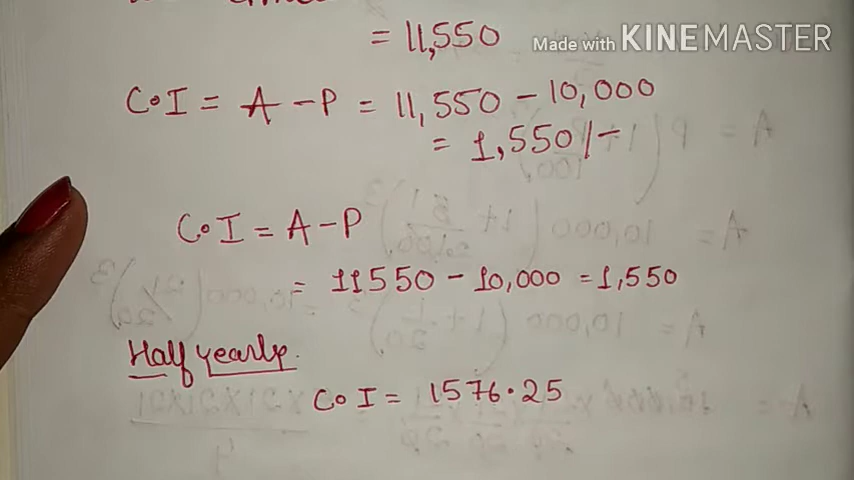 = 11,550
Made with KINEMASTER
C.I = A - P = 11,550 - 10,000
= 1,550/-
C.I = A - P
= 11550 - 10,000 = 1,550
Half yearly.
C.I = 1576.25